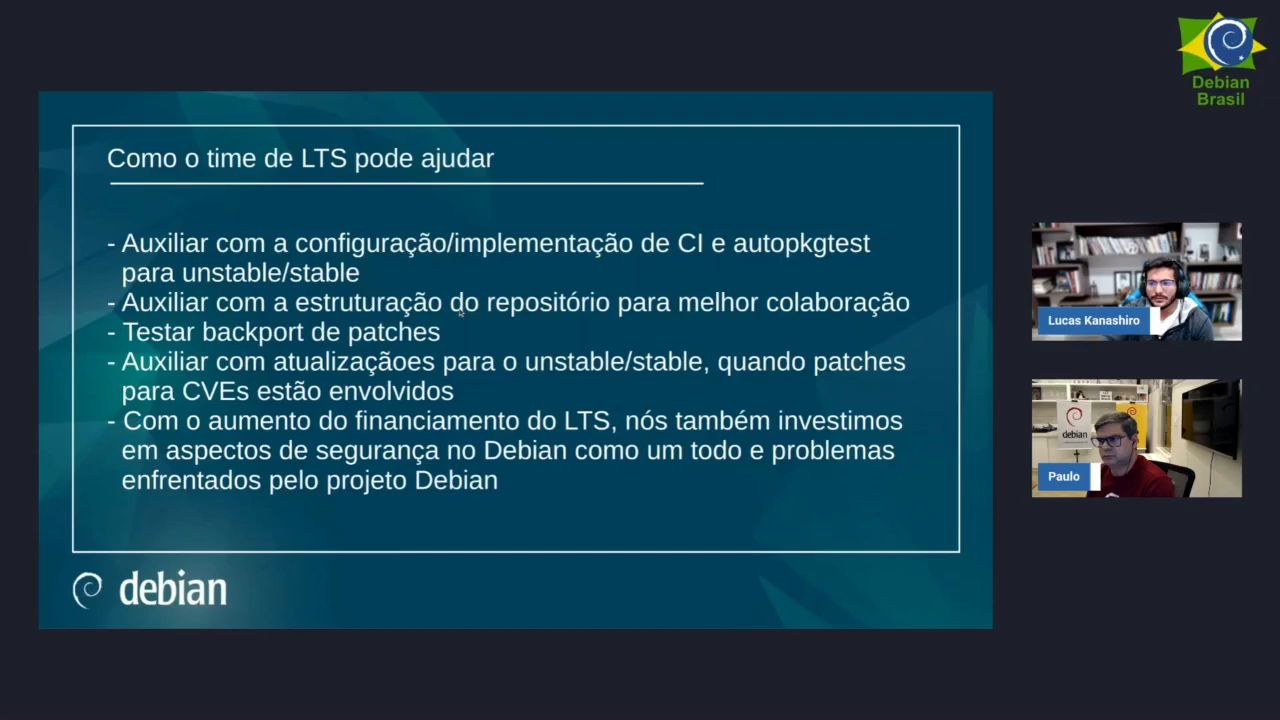 Debian
Brasil
Como o time de LTS pode ajudar
- Auxiliar com a configuração/implementação de CI e autopkgtest
para unstable/stable
- Auxiliar com a estruturação do repositório para melhor colaboração
- Testar backport de patches
- Auxiliar com atualizaçãoes para o unstable/stable, quando patches
para CVEs estão envolvidos
- Com o aumento do financiamento do LTS, nós também investimos
em aspectos de segurança no Debian como um todo e problemas
enfrentados pelo projeto Debian
debian
Lucas Kanashiro
debian
Paulo